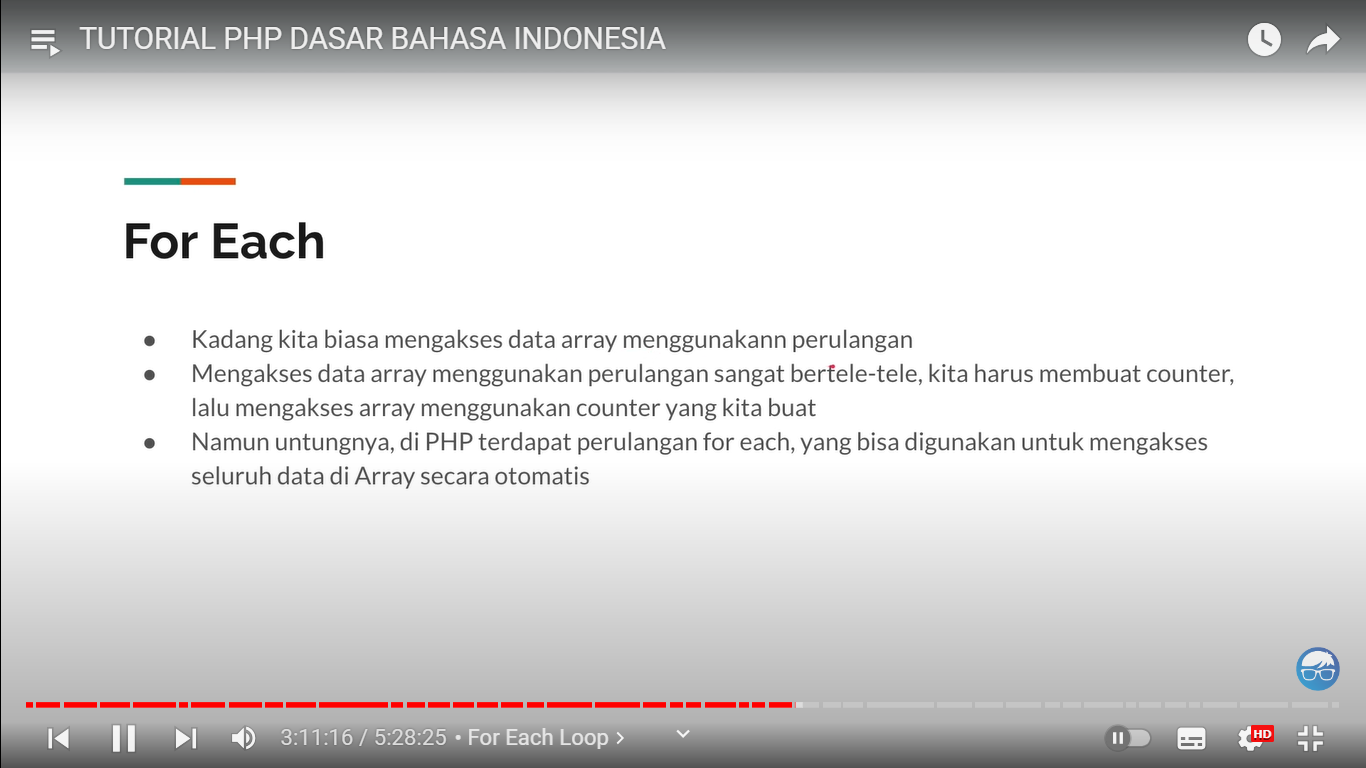 TUTORIAL PHP DASAR BAHASA INDONESIA
For Each
● Kadang kita biasa mengakses data array menggunakann perulangan
● Mengakses data array menggunakan perulangan sangat bertele-tele, kita harus membuat counter,
lalu mengakses array menggunakan counter yang kita buat
● Namun untungnya, di PHP terdapat perulangan for each, yang bisa digunakan untuk mengakses
seluruh data di Array secara otomatis
3:11:16 / 5:28:25 • For Each Loop >
HD